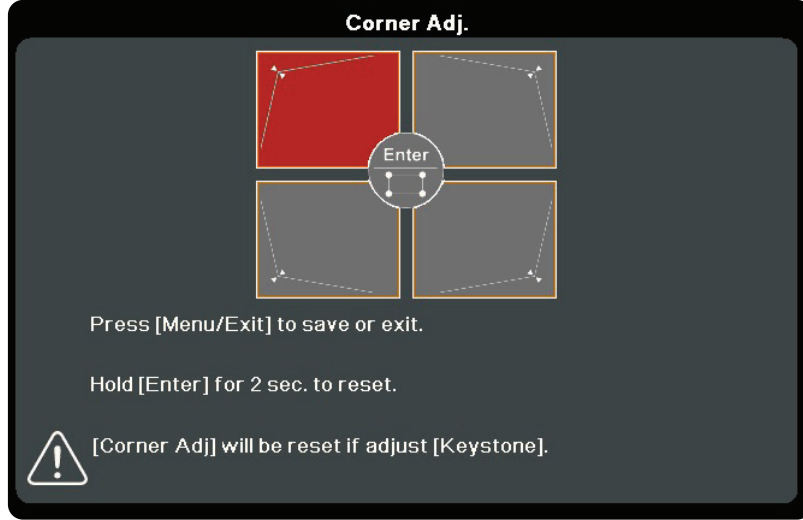 Corner Adj.
Enter
Press [Menu/Exit] to save or exit.
Hold [Enter] for 2 sec. to reset.
[Corner Adj] will be reset if adjust [Keystone].